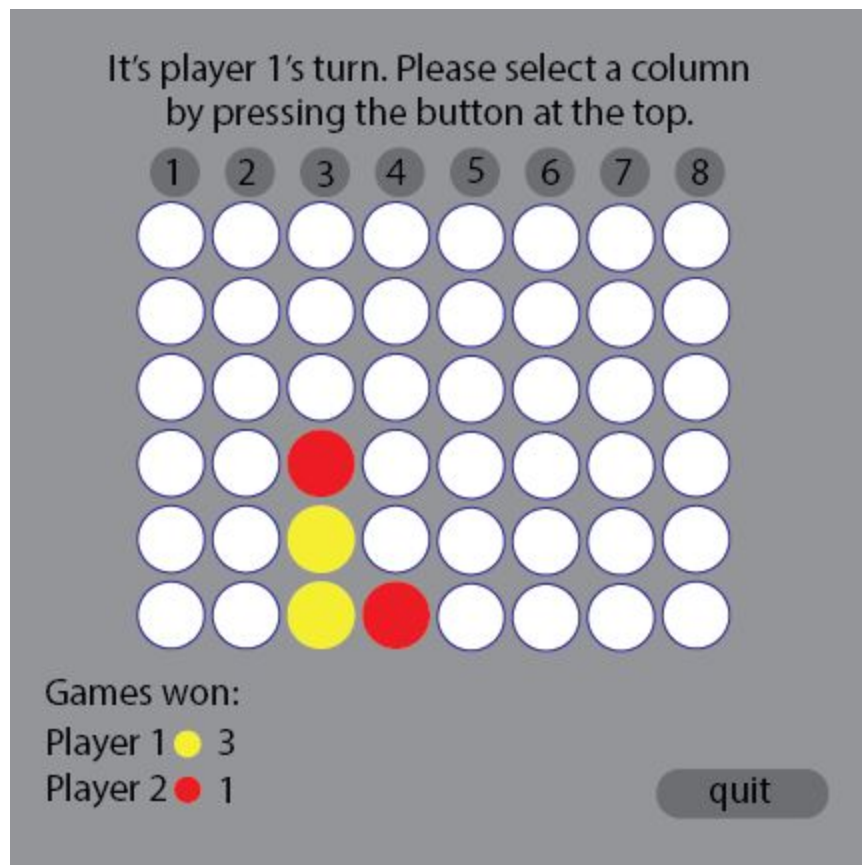 It's player 1's turn. Please select a column
by pressing the button at the top.
1 2 3 4 5 6 7 8
Games won:
Player 1 3
Player 2 1
quit